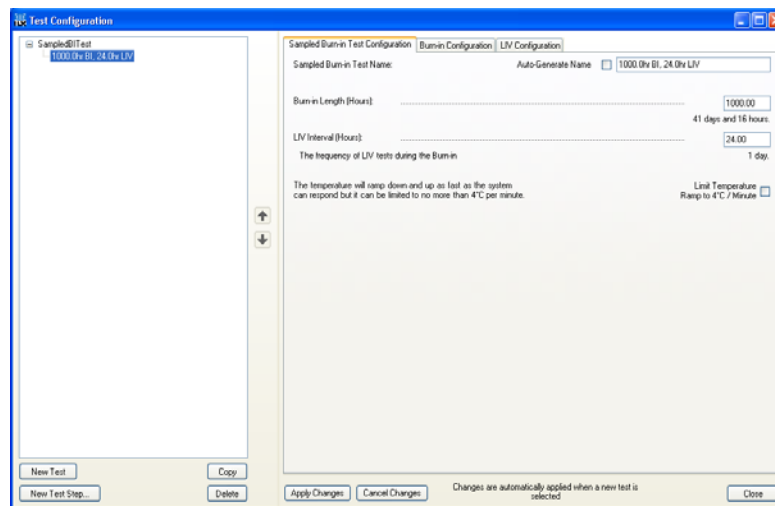 Test Configuration
SampledBITest
1000.0hr BI, 24.0hr LIV
Sampled Burn-in Test Configuration
Burn-in Configuration
LIV Configuration
Sampled Burn-in Test Name:
Auto-Generate Name
1000.0hr BI, 24.0hr LIV
Burn-in Length (Hours):
1000.00
41 days and 16 hours.
LIV Interval (Hours):
24.00
The frequency of LIV tests during the Burn-in
1 day.
The temperature will ramp down and up as fast as the system
can respond but it can be limited to no more than 4°C per minute.
Limit Temperature
Ramp to 4°C / Minute
New Test
Copy
New Test Step...
Delete
Apply Changes
Cancel Changes
Changes are automatically applied when a new test is
selected
Close